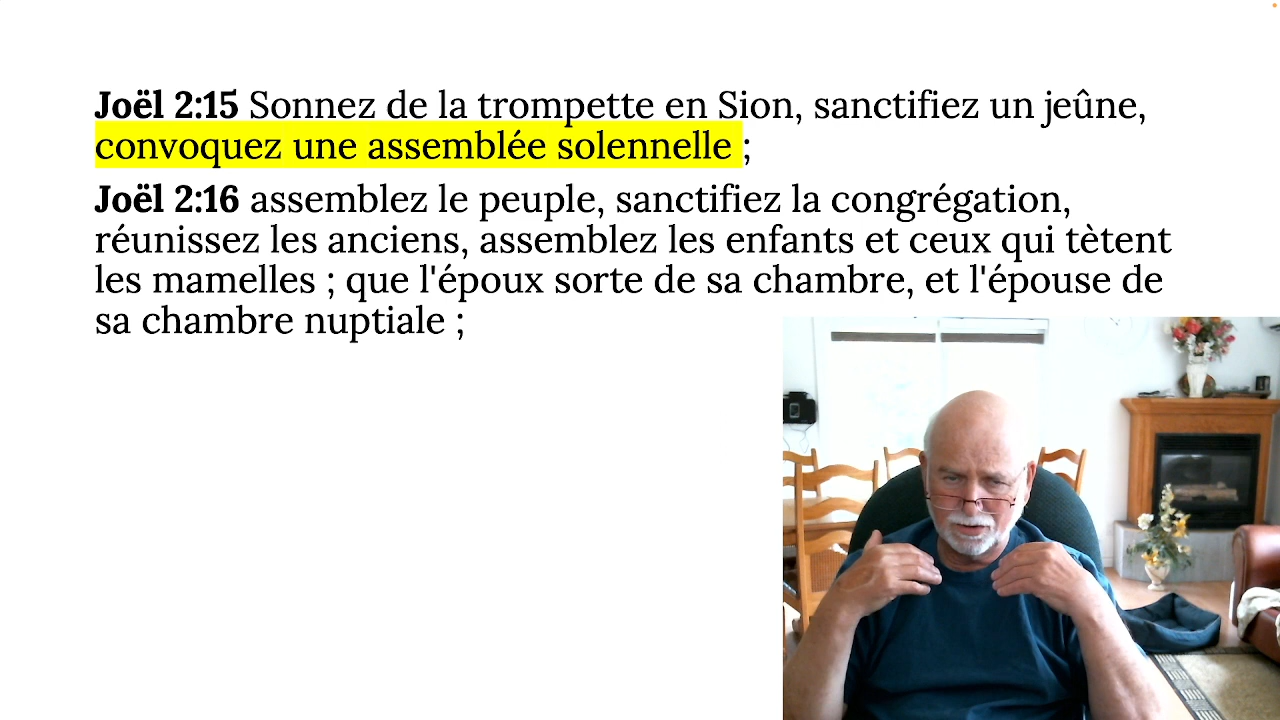 Joël 2:15 Sonnez de la trompette en Sion, sanctifiez un jeûne,
convoquez une assemblée solennelle ;
Joël 2:16 assemblez le peuple, sanctifiez la congrégation,
réunissez les anciens, assemblez les enfants et ceux qui tètent
les mamelles ; que l'époux sorte de sa chambre, et l'épouse de
sa chambre nuptiale ;